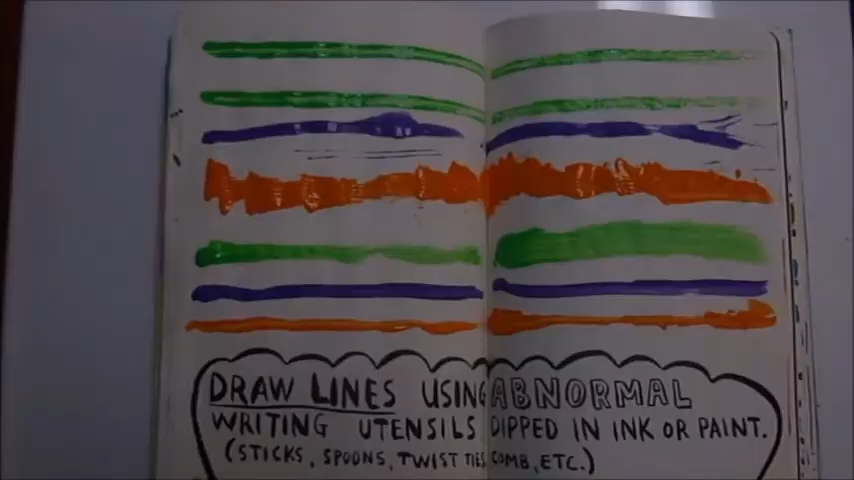 DRAW LINES USING ABNORMAL
WRITING UTENSILS DIPPED IN INK OR PAINT.
(STICKS, SPOONS, TWIST TIES, COMB, ETC.)